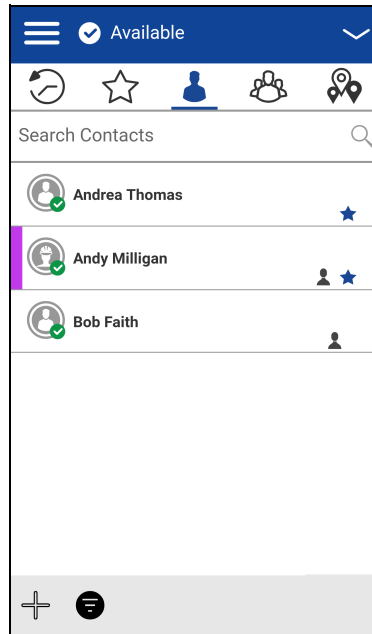 Available
Search Contacts
Andrea Thomas
Andy Milligan
Bob Faith